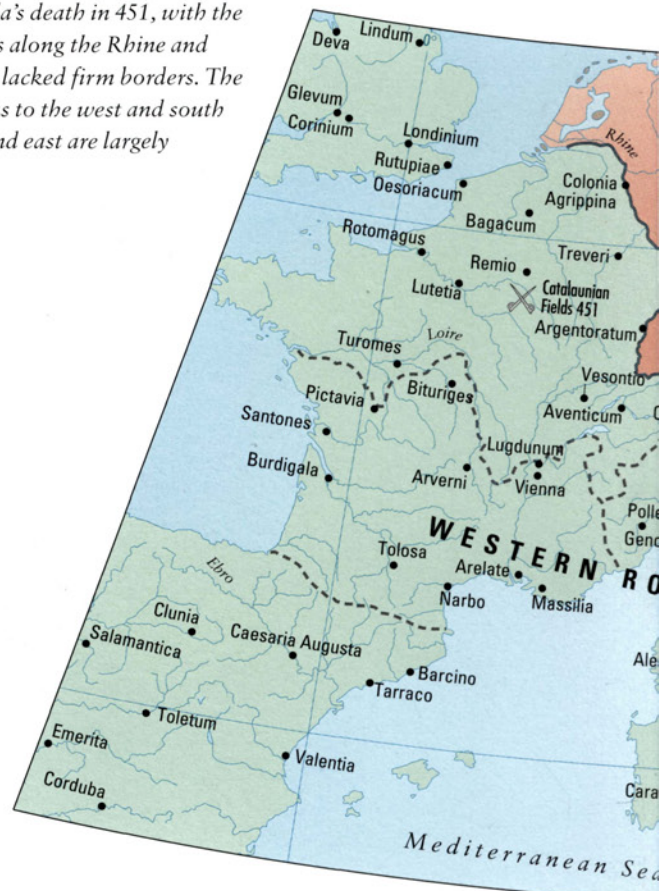 a's death in 451, with the
s along the Rhine and
lacked firm borders. The
s to the west and south
nd east are largely
Deva
Lindum
Glevum
Corinium
Londinium
Rutupiae
Oesoriacum
Rhine
Colonia
Agrippina
Bagacum
Rotomagus
Treveri
Remio
Lutetia
Catalaunian
Fields 451
Argentoratum
Loire
Turomes
Vesontio
Pictavia
Bituriges
Aventicum
C
Santones
Lugdunum
Burdigala
Arverni
Vienna
Polle
Geno
WESTERN RO
Tolosa
Arelate
Ebro
Narbo
Massilia
Clunia
Salamantica
Caesaria Augusta
Ale
Barcino
Tarraco
Toletum
Emerita
Valentia
Corduba
Cara
Mediterranean Sea